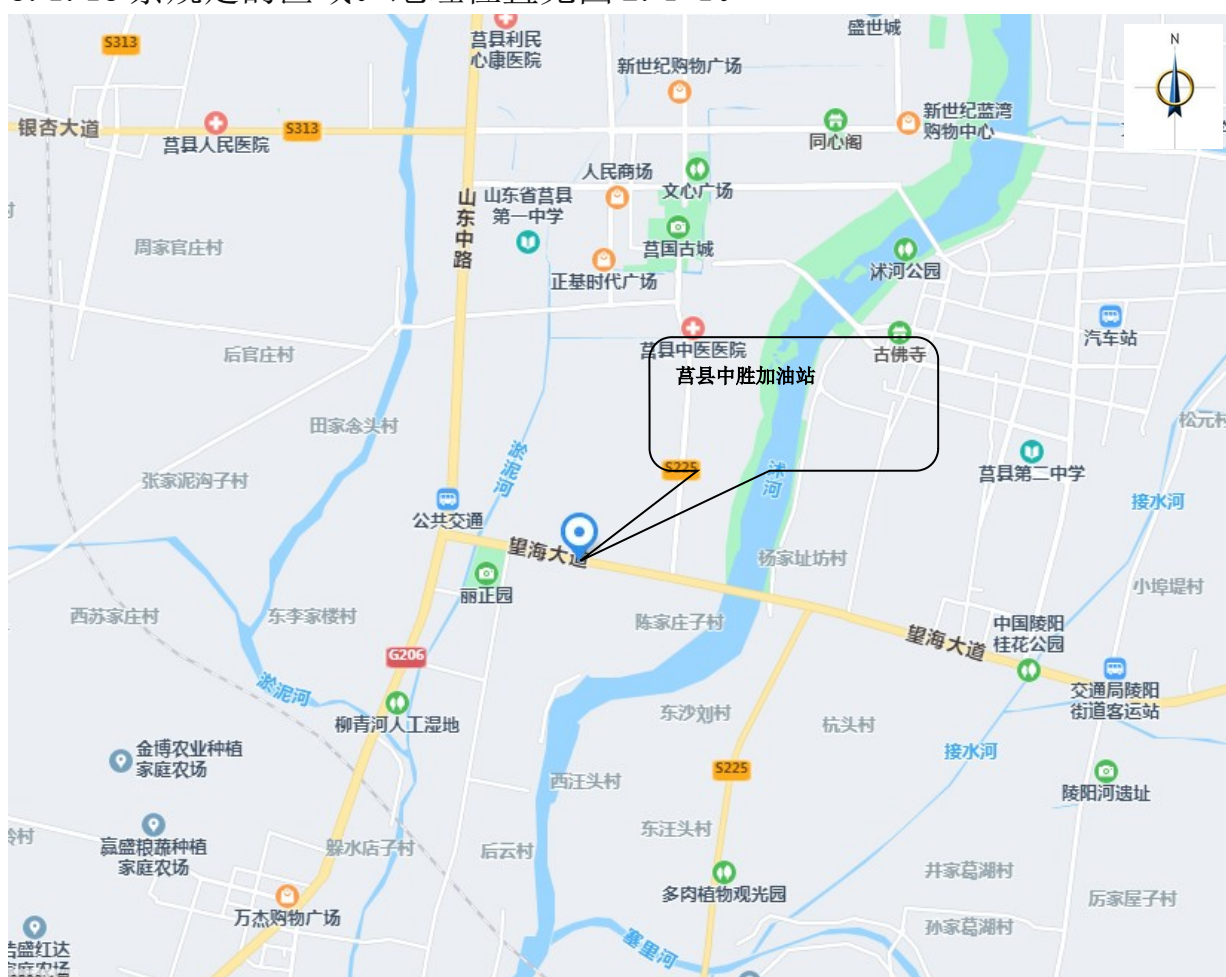 S313
莒县利民
心康医院
盛世城
N
新世纪购物广场
银杏大道
S313
莒县人民医院
同心阁
新世纪蓝湾
购物中心
人民商场
文心广场
山东中路
山东省莒县
第一中学
周家官庄村
莒国古城
沭河公园
正基时代广场
汽车站
莒县中医医院
古佛寺
后官庄村
莒县中胜加油站
田家念头村
松元村
淤泥河
S225
沭河
莒县第二中学
张家泥沟子村
接水河
公共交通
望海大道
杨家址坊村
小埠堤村
丽正园
西苏家庄村
东李家楼村
陈家庄子村
中国陵阳
桂花公园
望海大道
G206
交通局陵阳
街道客运站
淤泥河
柳青河人工湿地
东沙刘村
杭头村
金博农业种植
家庭农场
接水河
S225
西汪头村
陵阳河遗址
东汪头村
嬴盛粮蔬种植
家庭农场
躲水店子村
后云村
井家葛湖村
多肉植物观光园
厉家屋子村
万杰购物广场
孙家葛湖村
塞里河
浩盛红达
家庭农场